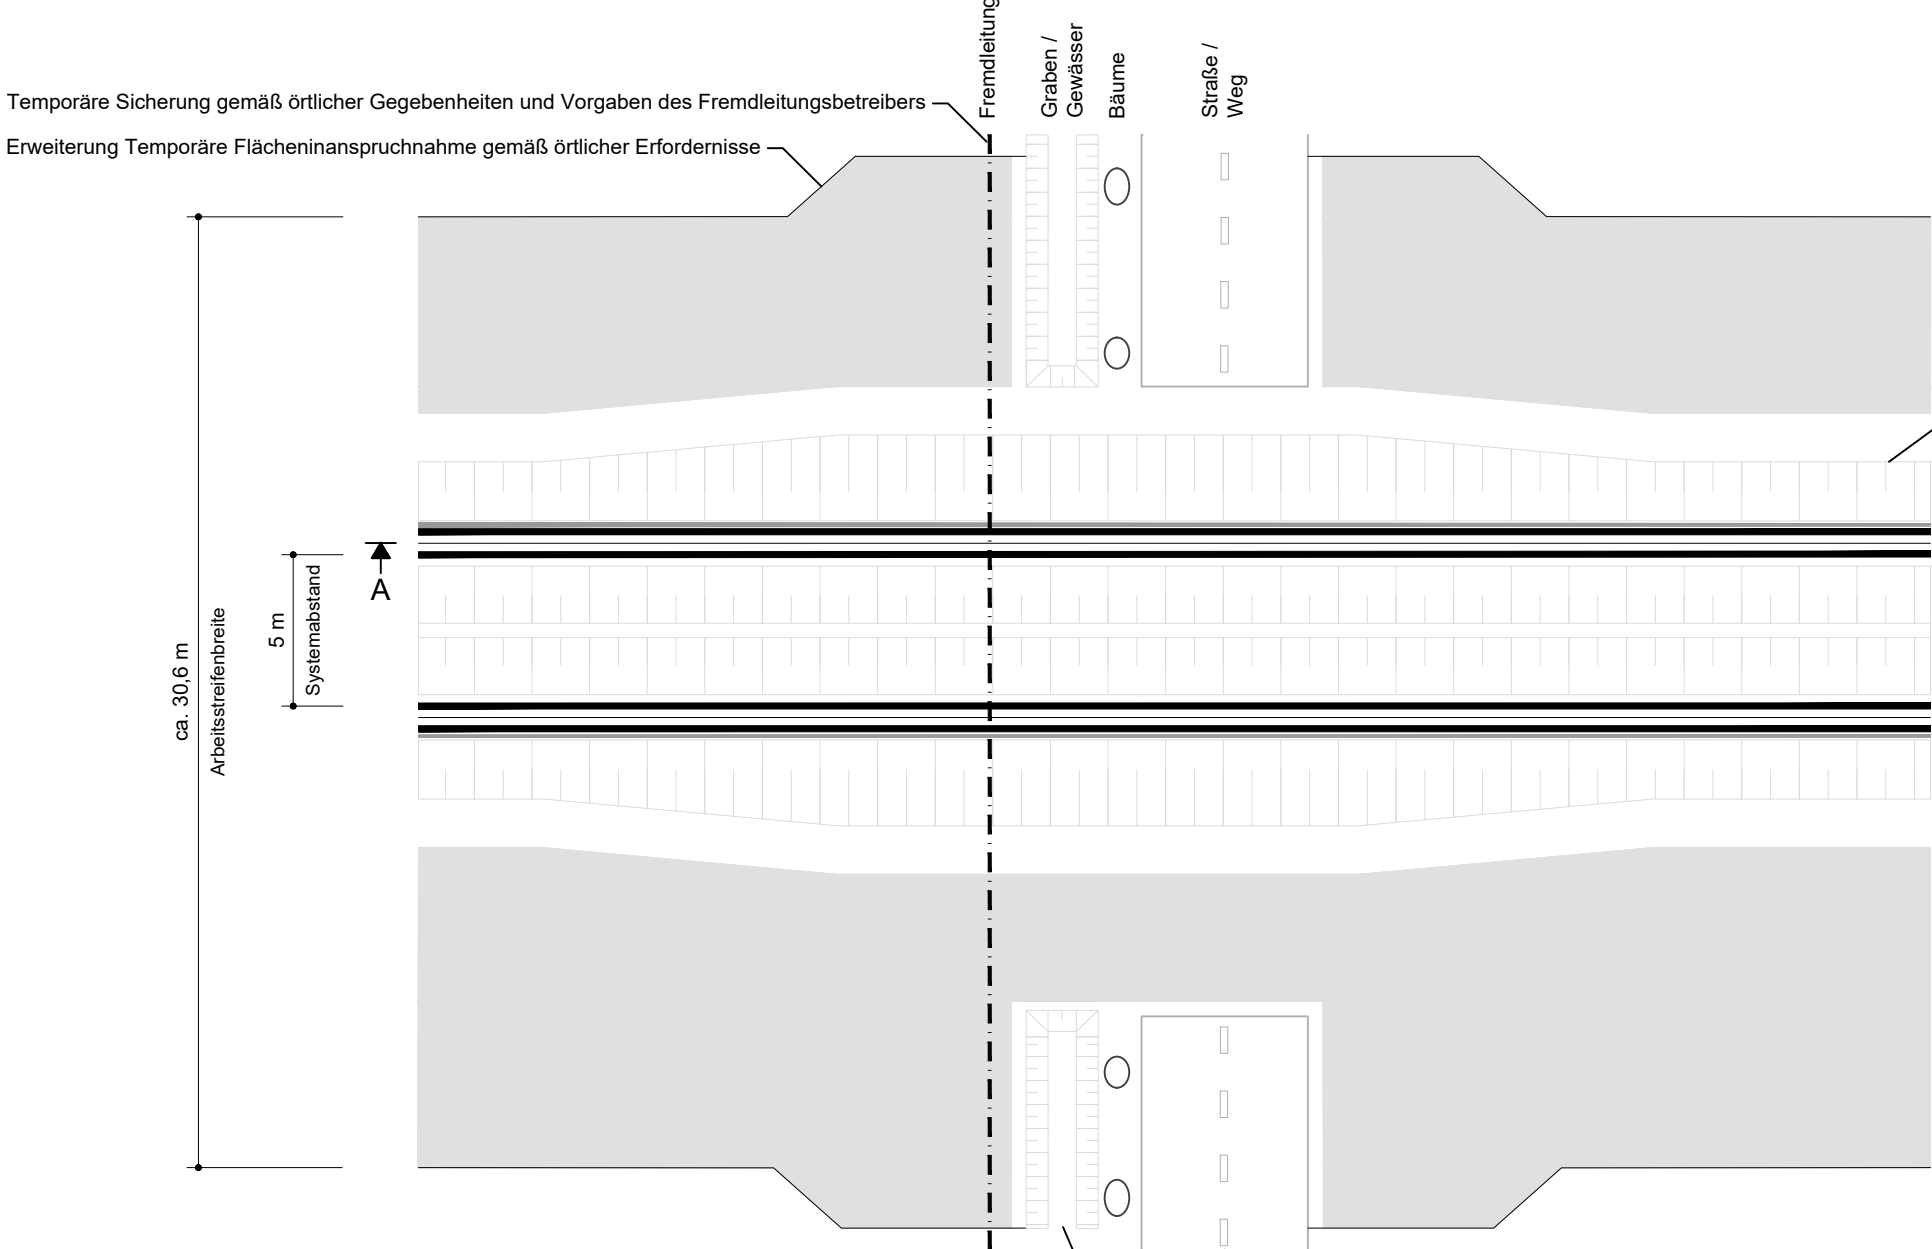 Fremdleitung
Graben /
Gewässer
Bäume
Straße /
Weg
Temporäre Sicherung gemäß örtlicher Gegebenheiten und Vorgaben des Fremdleitungsbetreibers
Erweiterung Temporäre Flächeninanspruchnahme gemäß örtlicher Erfordernisse
A
5 m
Systemabstand
ca. 30,6 m
Arbeitsstreifenbreite